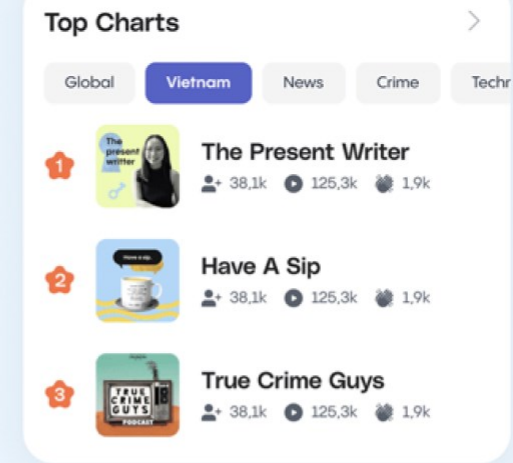 Top Charts
Global Vietnam News Crime Techr
1
The
present
writter
The Present Writer
38,1k 125,3k 1,9k
2
Have a sip.
Have A Sip
38,1k 125,3k 1,9k
3
TRUE
CRIME
GUYS
PODCAST
True Crime Guys
38,1k 125,3k 1,9k